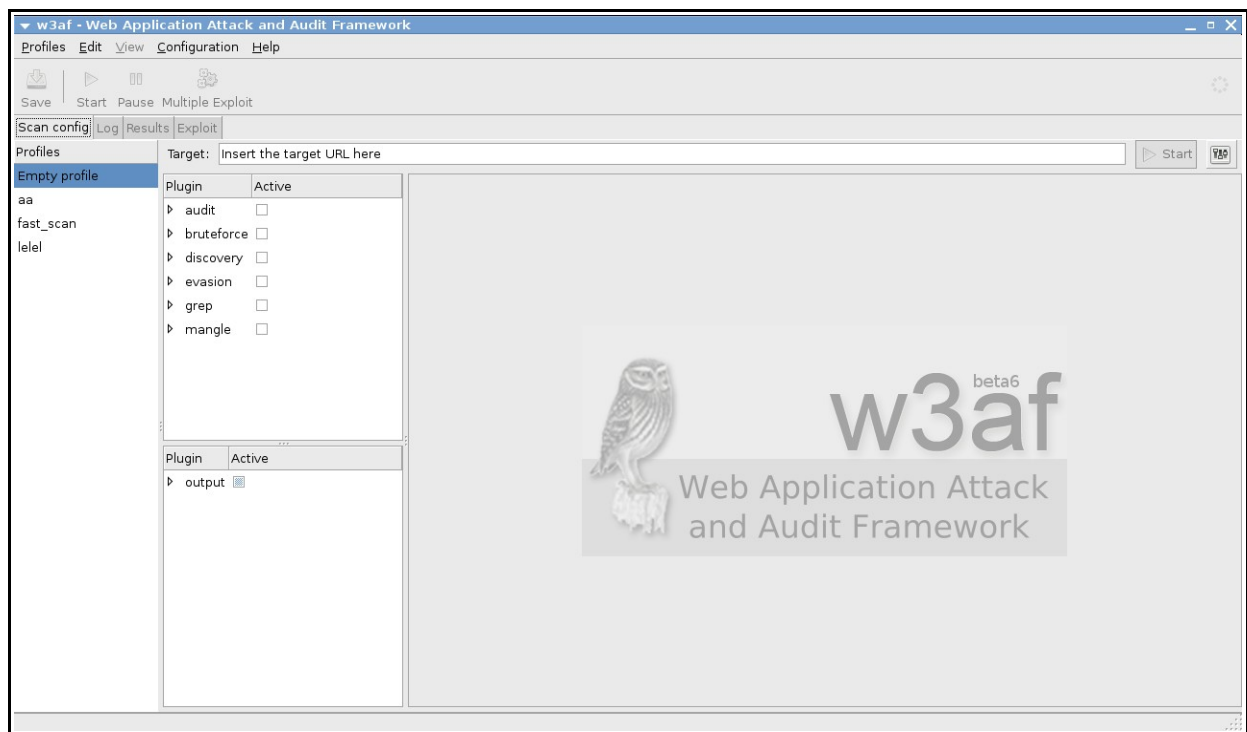 w3af - Web Application Attack and Audit Framework
Profiles Edit View Configuration Help
Save Start Pause Multiple Exploit
Scan config Log Results Exploit
Profiles
Empty profile
aa
fast_scan
lelel
Target: Insert the target URL here
Start
Plugin Active
audit
bruteforce
discovery
evasion
grep
mangle
Plugin Active
output
beta6
w3af
Web Application Attack
and Audit Framework